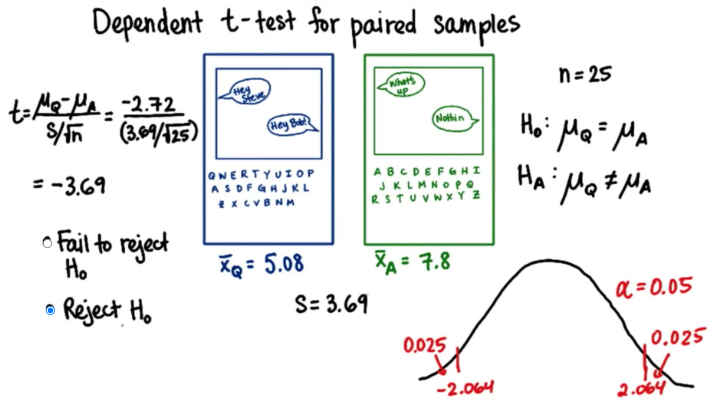 Dependent t-test for paired samples
t = μQ - μA / S/√n = -2.72 / (3.69/√25)
= -3.69
Fail to reject
H₀
Reject H₀
Hey
Steve
Hey Bob!
QWERTYUIOP
ASDFGHJKL
ZXCVBNM
x̄Q = 5.08
What's
up
Nothin
ABCDEFGHI
JKLMNOPQ
RSTUVWXYZ
x̄A = 7.8
S = 3.69
n = 25
H₀: μQ = μA
HA: μQ ≠ μA
α = 0.05
0.025
0.025
-2.064
2.064